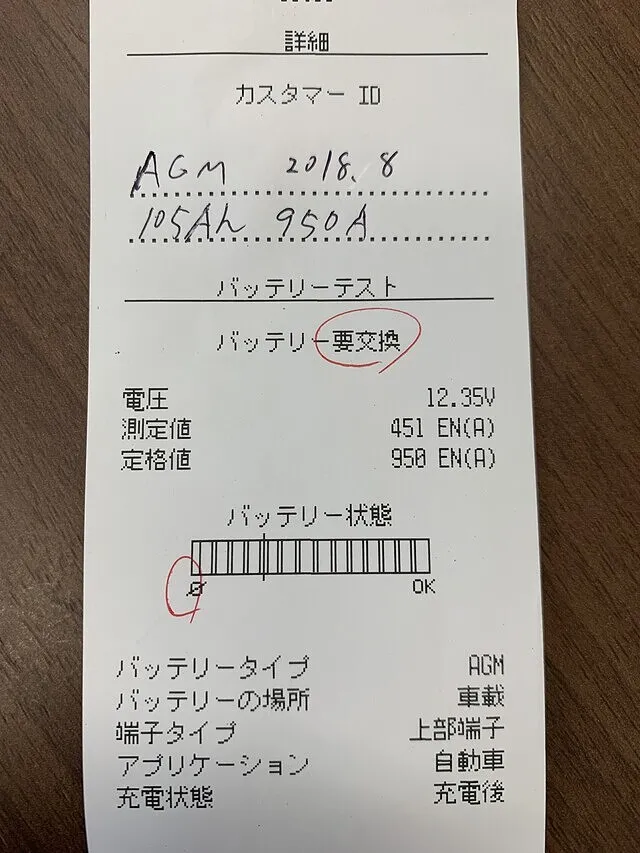 詳細
カスタマー ID
AGM 2018.8
105Ah 950A
バッテリーテスト
バッテリー要交換
電圧 12.35V
測定値 451 EN(A)
定格値 950 EN(A)
バッテリー状態
0 OK
バッテリータイプ AGM
バッテリーの場所 車載
端子タイプ 上部端子
アプリケーション 自動車
充電状態 充電後